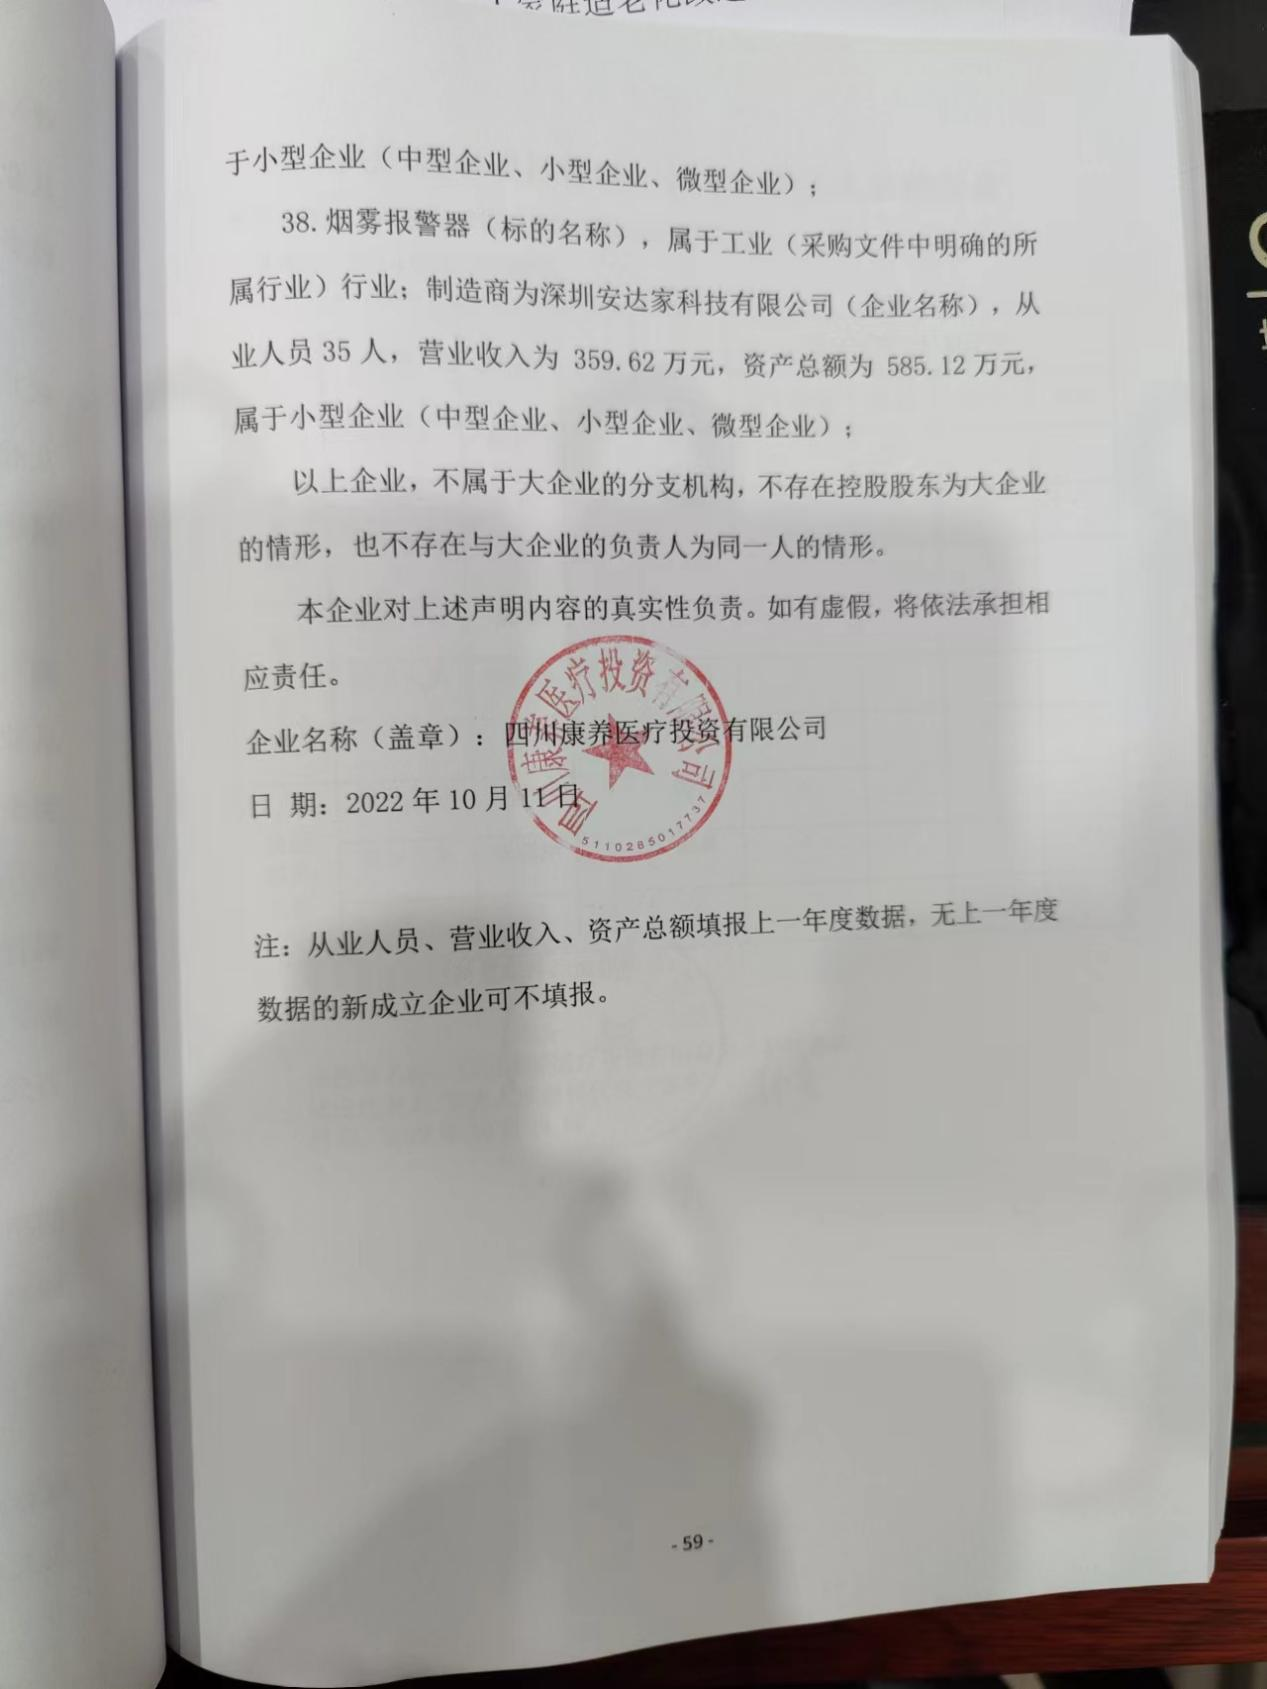 于小型企业（中型企业、小型企业、微型企业）；
38. 烟雾报警器（标的名称），属于工业（采购文件中明确的所
属行业）行业；制造商为深圳安达家科技有限公司（企业名称），从
业人员 35 人，营业收入为 359.62 万元，资产总额为 585.12 万元，
属于小型企业（中型企业、小型企业、微型企业）；
以上企业，不属于大企业的分支机构，不存在控股股东为大企业
的情形，也不存在与大企业的负责人为同一人的情形。
本企业对上述声明内容的真实性负责。如有虚假，将依法承担相
应责任。
企业名称（盖章）：四川康养医疗投资有限公司
日 期：2022 年 10 月 11 日
四川康养医疗投资有限公司
5110285017737
注：从业人员、营业收入、资产总额填报上一年度数据，无上一年度
数据的新成立企业可不填报。
- 59 -